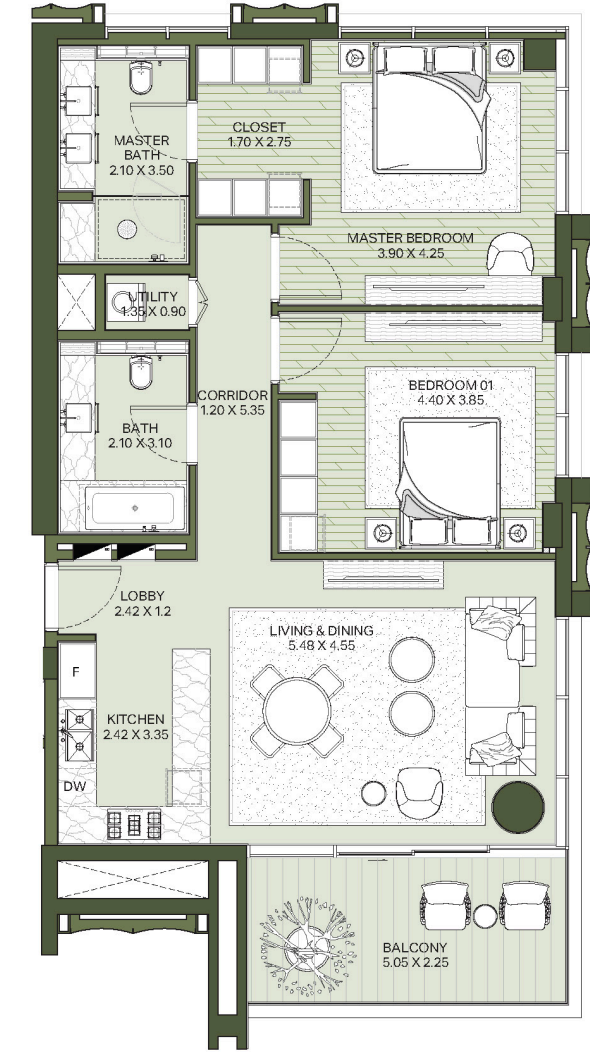 CLOSET
1.70 X 2.75
MASTER
BATH
2.10 X 3.50
MASTER BEDROOM
3.90 X 4.25
UTILITY
1.35 X 0.90
CORRIDOR
1.20 X 5.35
BEDROOM 01
4.40 X 3.85
BATH
2.10 X 3.10
LOBBY
2.42 X 1.2
LIVING & DINING
5.48 X 4.55
F
KITCHEN
2.42 X 3.35
DW
BALCONY
5.05 X 2.25